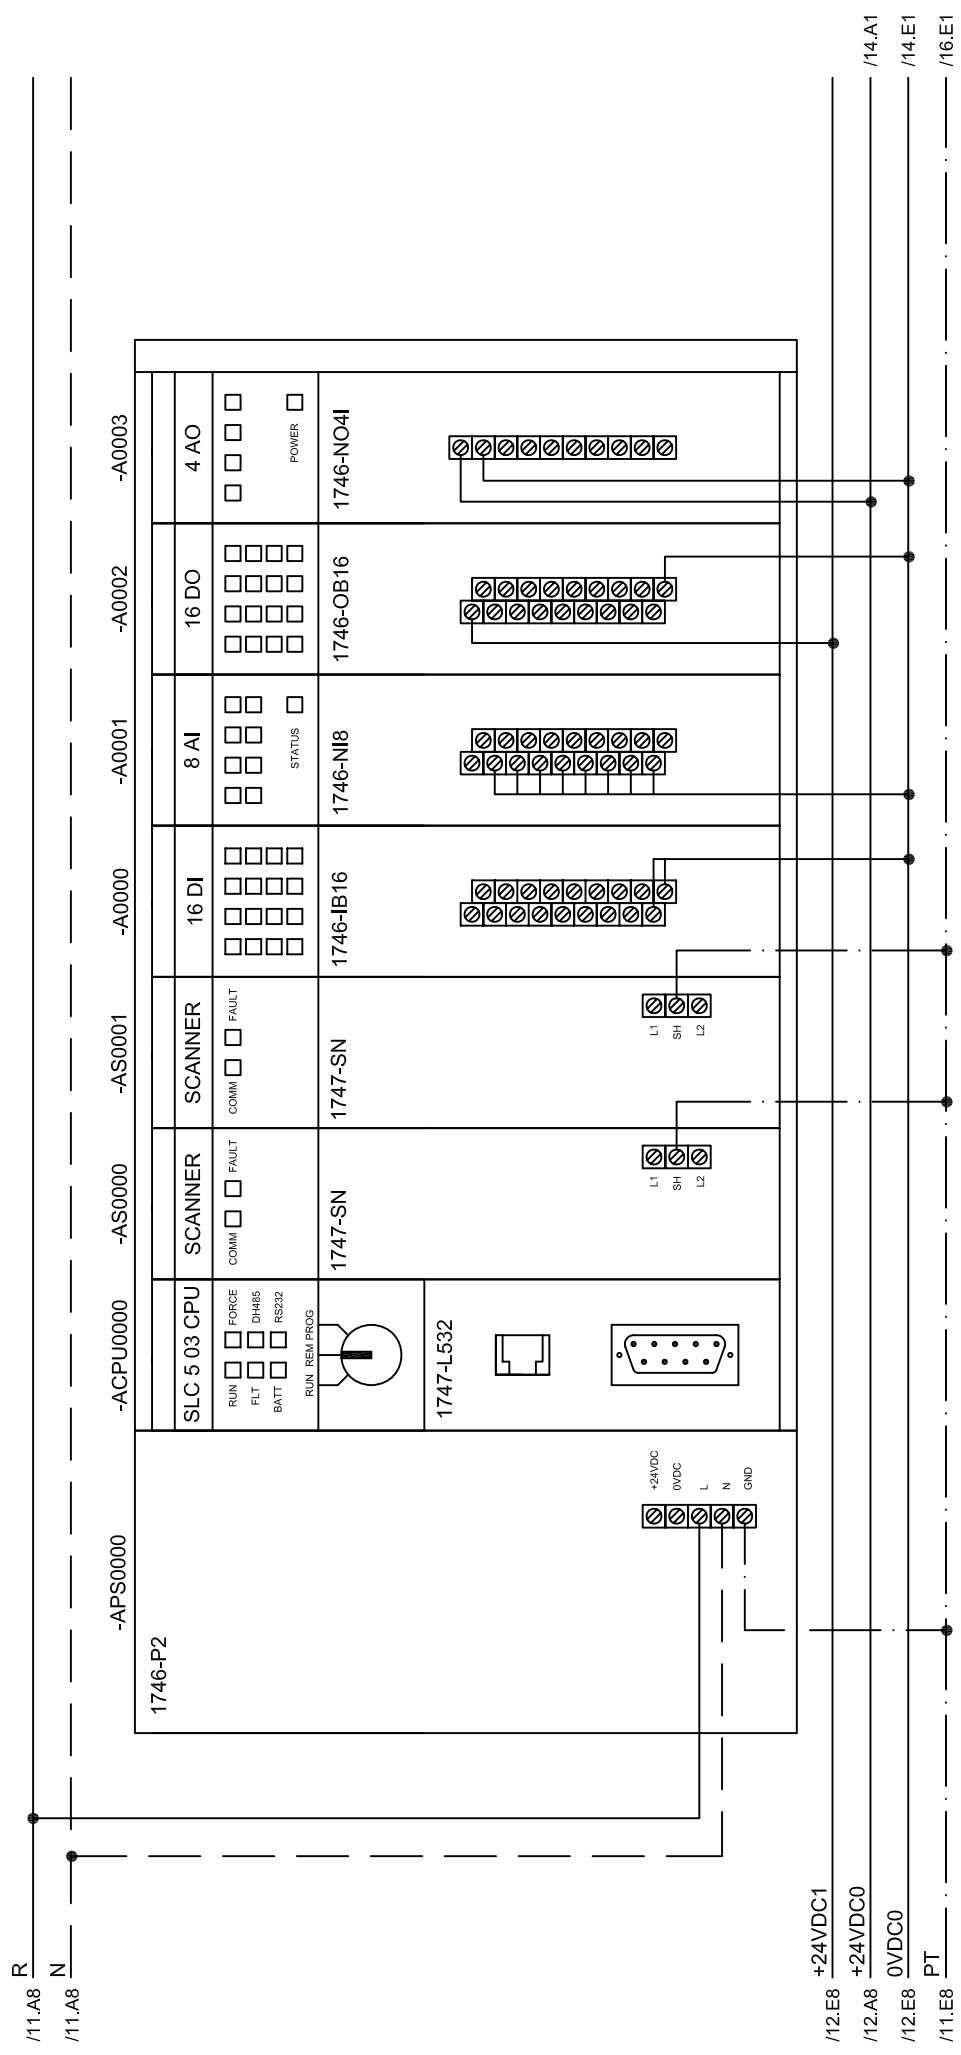 R
/11.A8
N
/11.A8
-APS0000
-ACPU0000
-AS0000
-AS0001
-A0000
-A0001
-A0002
-A0003
1746-P2
+24VDC
0VDC
L
N
GND
SLC 5 03 CPU
RUN
FORCE
FLT
DH485
BATT
RS232
RUN REM PROG
1747-L532
SCANNER
COMM
FAULT
1747-SN
L1
SH
L2
SCANNER
COMM
FAULT
1747-SN
L1
SH
L2
16 DI
1746-IB16
8 AI
STATUS
1746-NI8
16 DO
1746-OB16
4 AO
POWER
1746-NO4I
+24VDC1
/12.E8
+24VDC0
/12.A8
/14.A1
0VDC0
/12.E8
/14.E1
PT
/11.E8
/16.E1